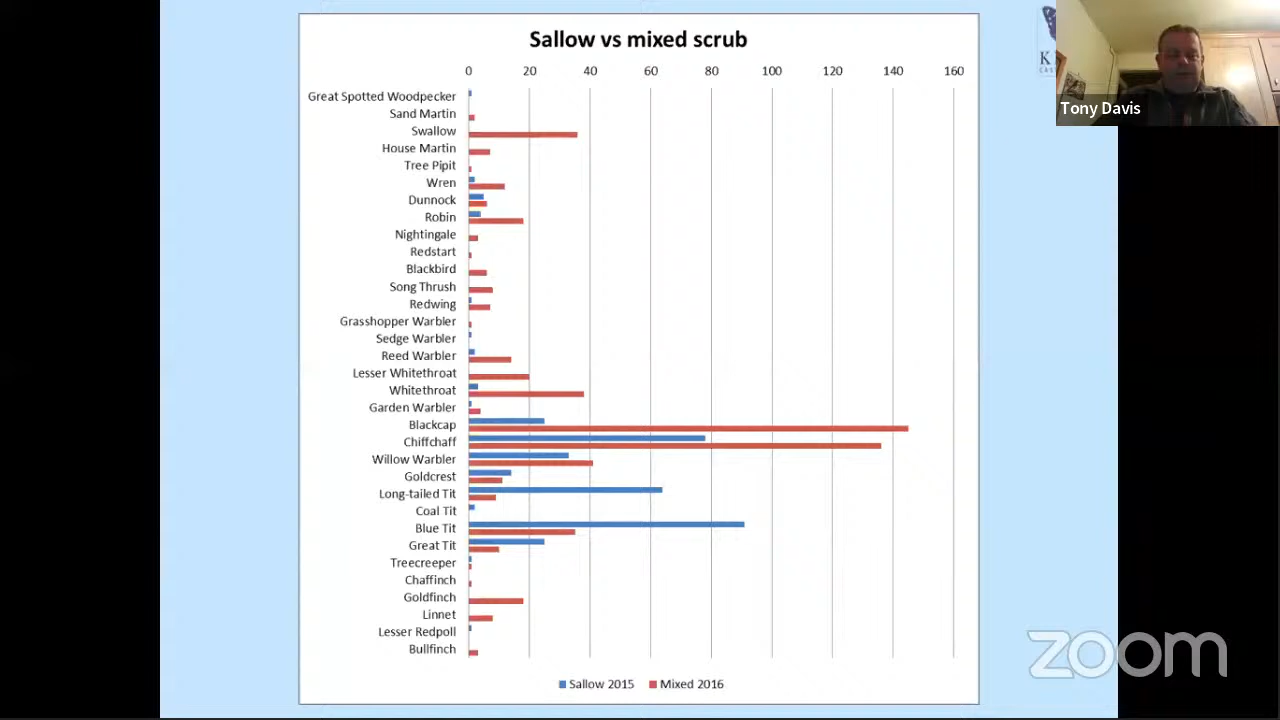 Sallow vs mixed scrub
0 20 40 60 80 100 120 140 160
Great Spotted Woodpecker
Sand Martin
Swallow
House Martin
Tree Pipit
Wren
Dunnock
Robin
Nightingale
Redstart
Blackbird
Song Thrush
Redwing
Grasshopper Warbler
Sedge Warbler
Reed Warbler
Lesser Whitethroat
Whitethroat
Garden Warbler
Blackcap
Chiffchaff
Willow Warbler
Goldcrest
Long-tailed Tit
Coal Tit
Blue Tit
Great Tit
Treecreeper
Chaffinch
Goldfinch
Linnet
Lesser Redpoll
Bullfinch
Sallow 2015 Mixed 2016
Tony Davis
zoom